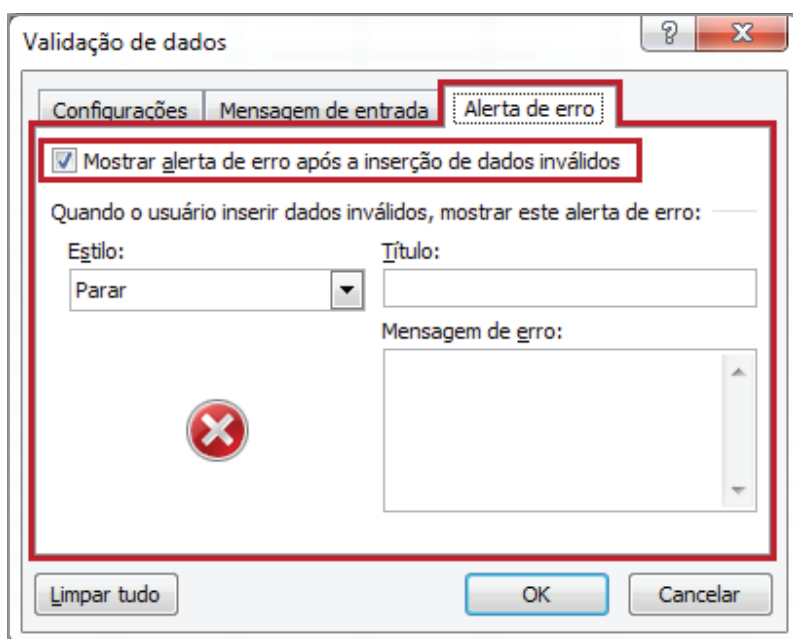 Validação de dados
?
Configurações
Mensagem de entrada
Alerta de erro
Mostrar alerta de erro após a inserção de dados inválidos
Quando o usuário inserir dados inválidos, mostrar este alerta de erro:
Estilo:
Título:
Parar
Mensagem de erro:
Limpar tudo
OK
Cancelar